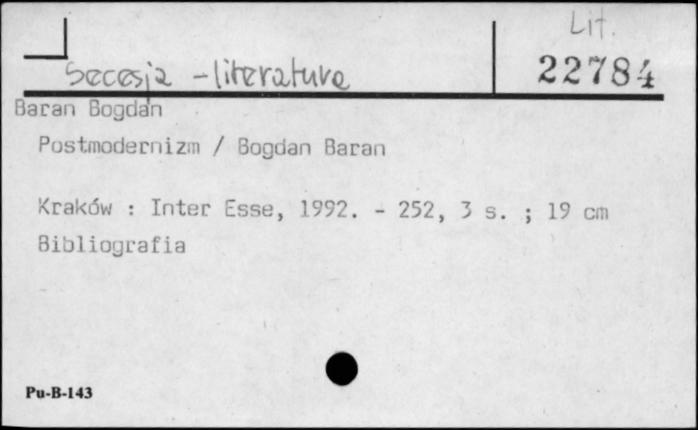 Lit.
Secesja - literatura
22784
Baran Bogdan
Postmodernizm / Bogdan Baran
Kraków : Inter Esse, 1992. - 252, 3 s. ; 19 cm
Bibliografia
Pu-B-143